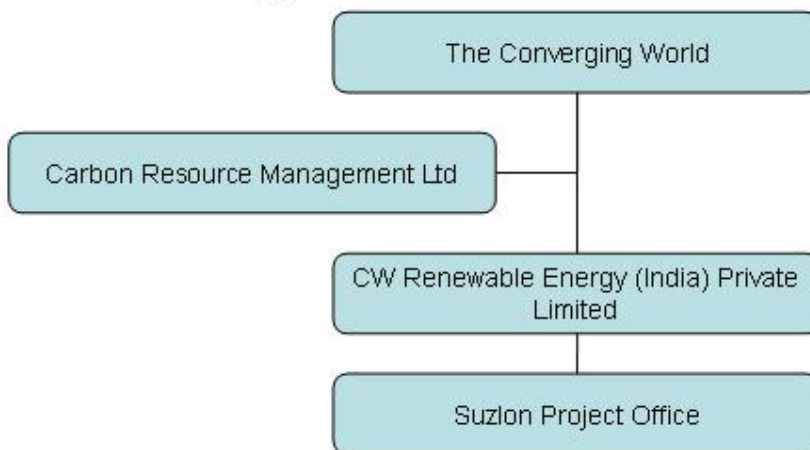 The Converging World
Carbon Resource Management Ltd
CW Renewable Energy (India) Private
Limited
Suzlon Project Office